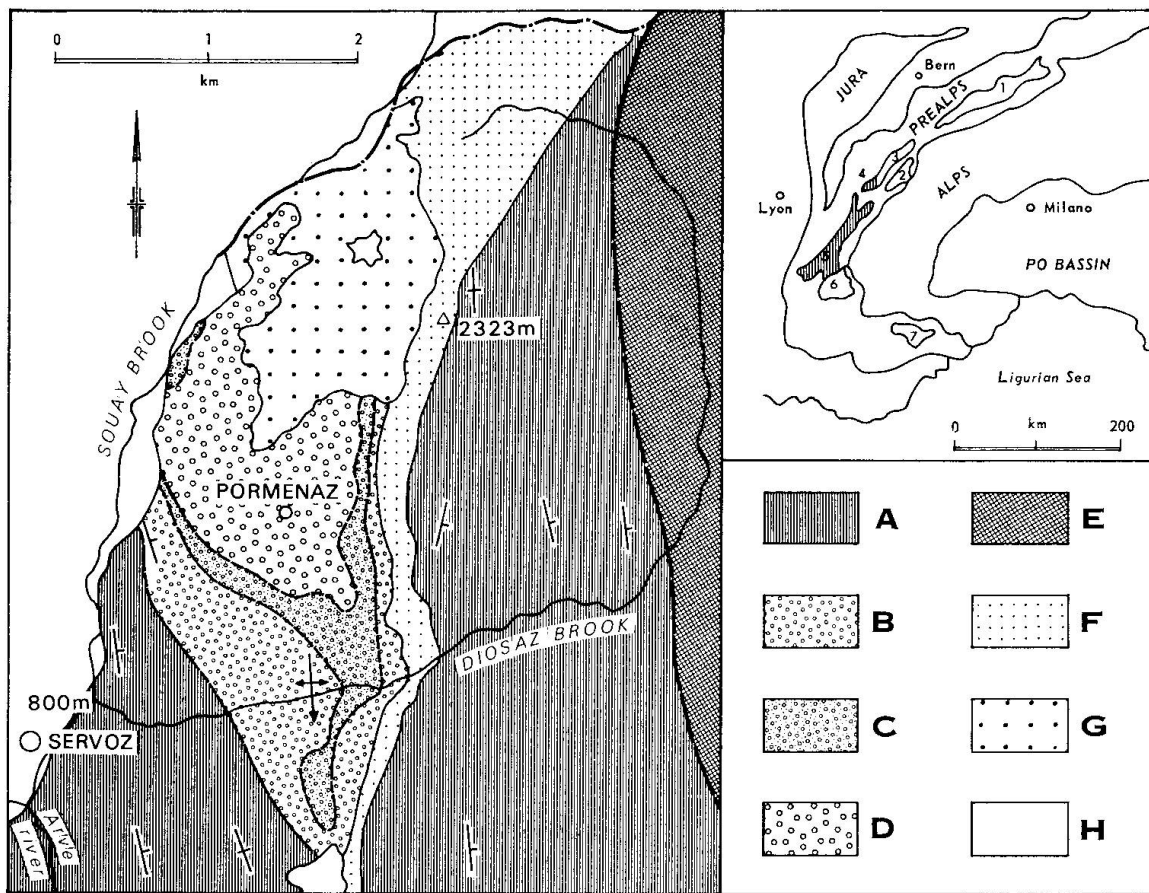 0 1 2
km
SOUAY BROOK
2323m
PORMENAZ
DIOSAZ BROOK
800m
SERVOZ
Arve
river
JURA
Bern
PREALPS
1
3
2
4
ALPS
Lyon
Milano
5
6
PO BASSIN
7
Ligurian Sea
0 km 200
A
E
B
F
C
G
D
H